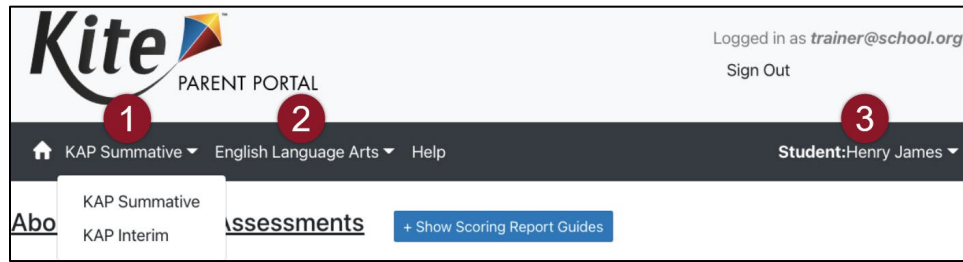 Kite
PARENT PORTAL
Logged in as trainer@school.org
Sign Out
1
2
3
KAP Summative English Language Arts Help Student:Henry James
KAP Summative
KAP Interim
Abo ssessments + Show Scoring Report Guides